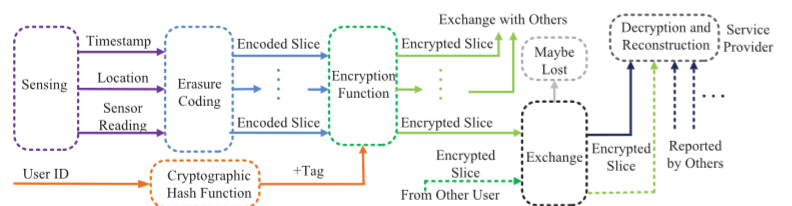 Sensing
Timestamp
Location
Sensor
Reading
Erasure
Coding
Encoded Slice
Encoded Slice
Encryption
Function
Encrypted Slice
Encrypted Slice
Exchange with Others
Maybe
Lost
Exchange
Encrypted
Slice
From Other User
Decryption and
Reconstruction
Service
Provider
Encrypted
Slice
Reported
by Others
User ID
Cryptographic
Hash Function
+Tag